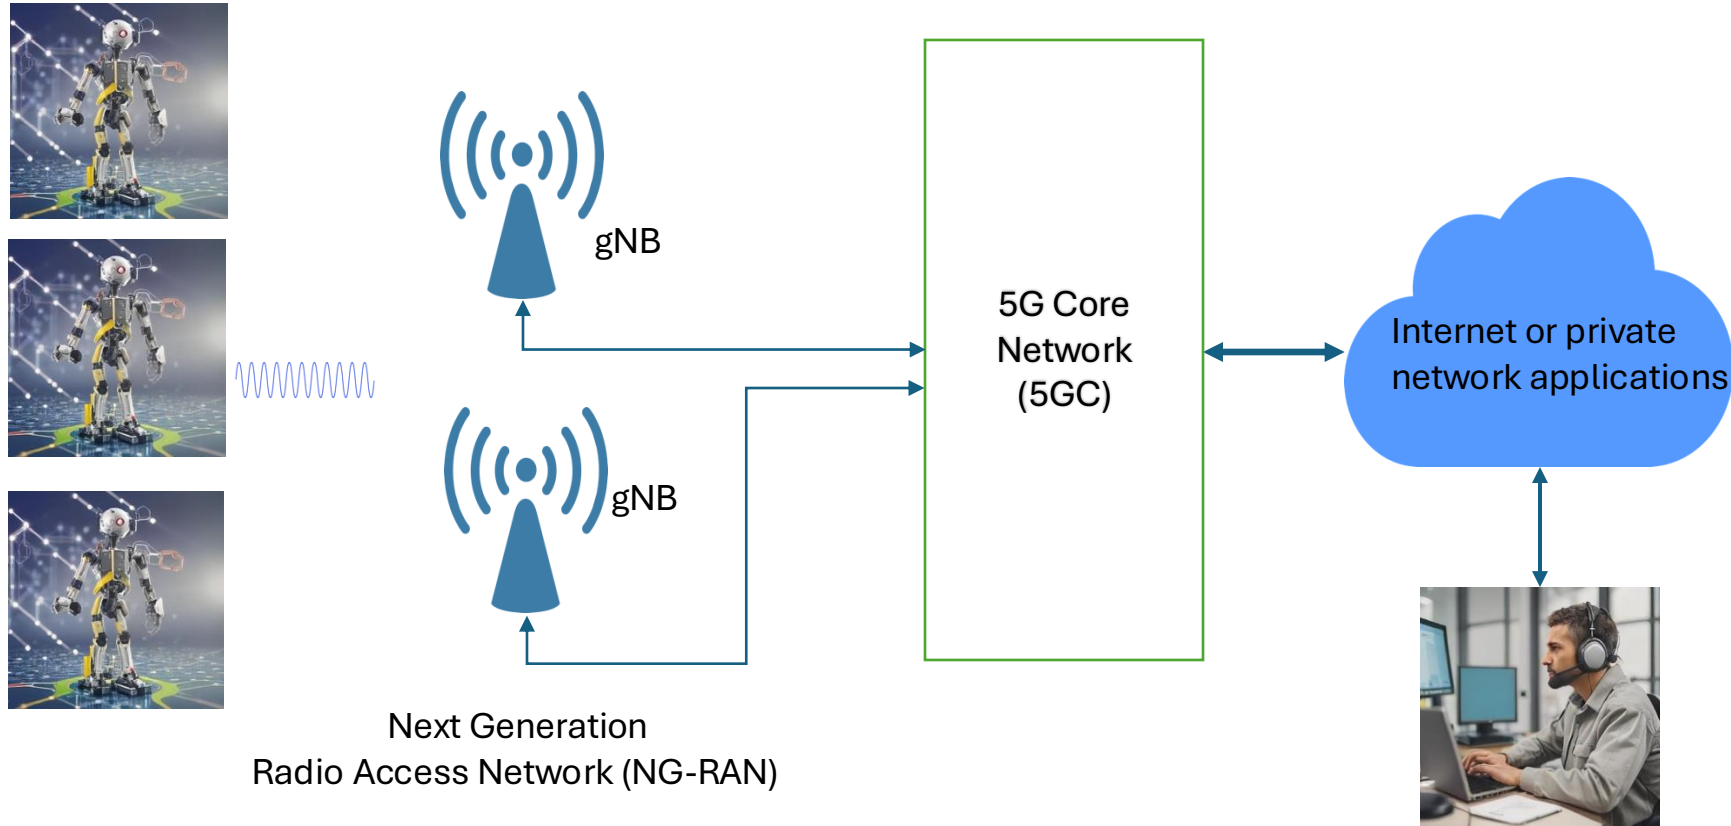 gNB
gNB
Next Generation
Radio Access Network (NG-RAN)
5G Core
Network
(5GC)
Internet or private
network applications